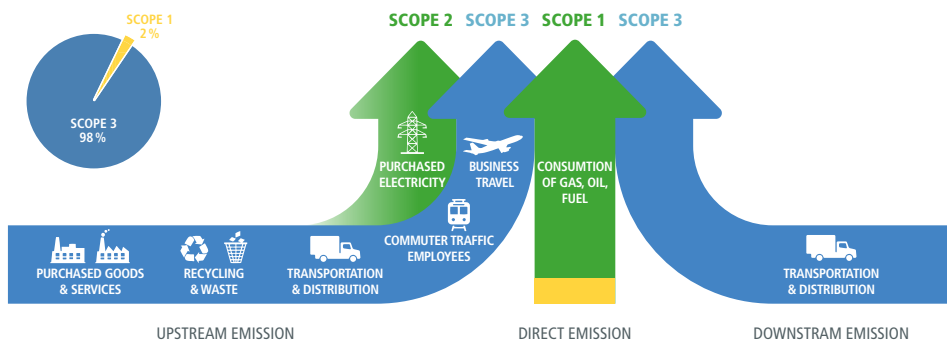 SCOPE 1
2 %
SCOPE 3
98 %
SCOPE 2
SCOPE 3
SCOPE 1
SCOPE 3
PURCHASED
ELECTRICITY
BUSINESS
TRAVEL
CONSUMTION
OF GAS, OIL,
FUEL
COMMUTER TRAFFIC
EMPLOYEES
PURCHASED GOODS
& SERVICES
RECYCLING
& WASTE
TRANSPORTATION
& DISTRIBUTION
TRANSPORTATION
& DISTRIBUTION
UPSTREAM EMISSION
DIRECT EMISSION
DOWNSTRAM EMISSION